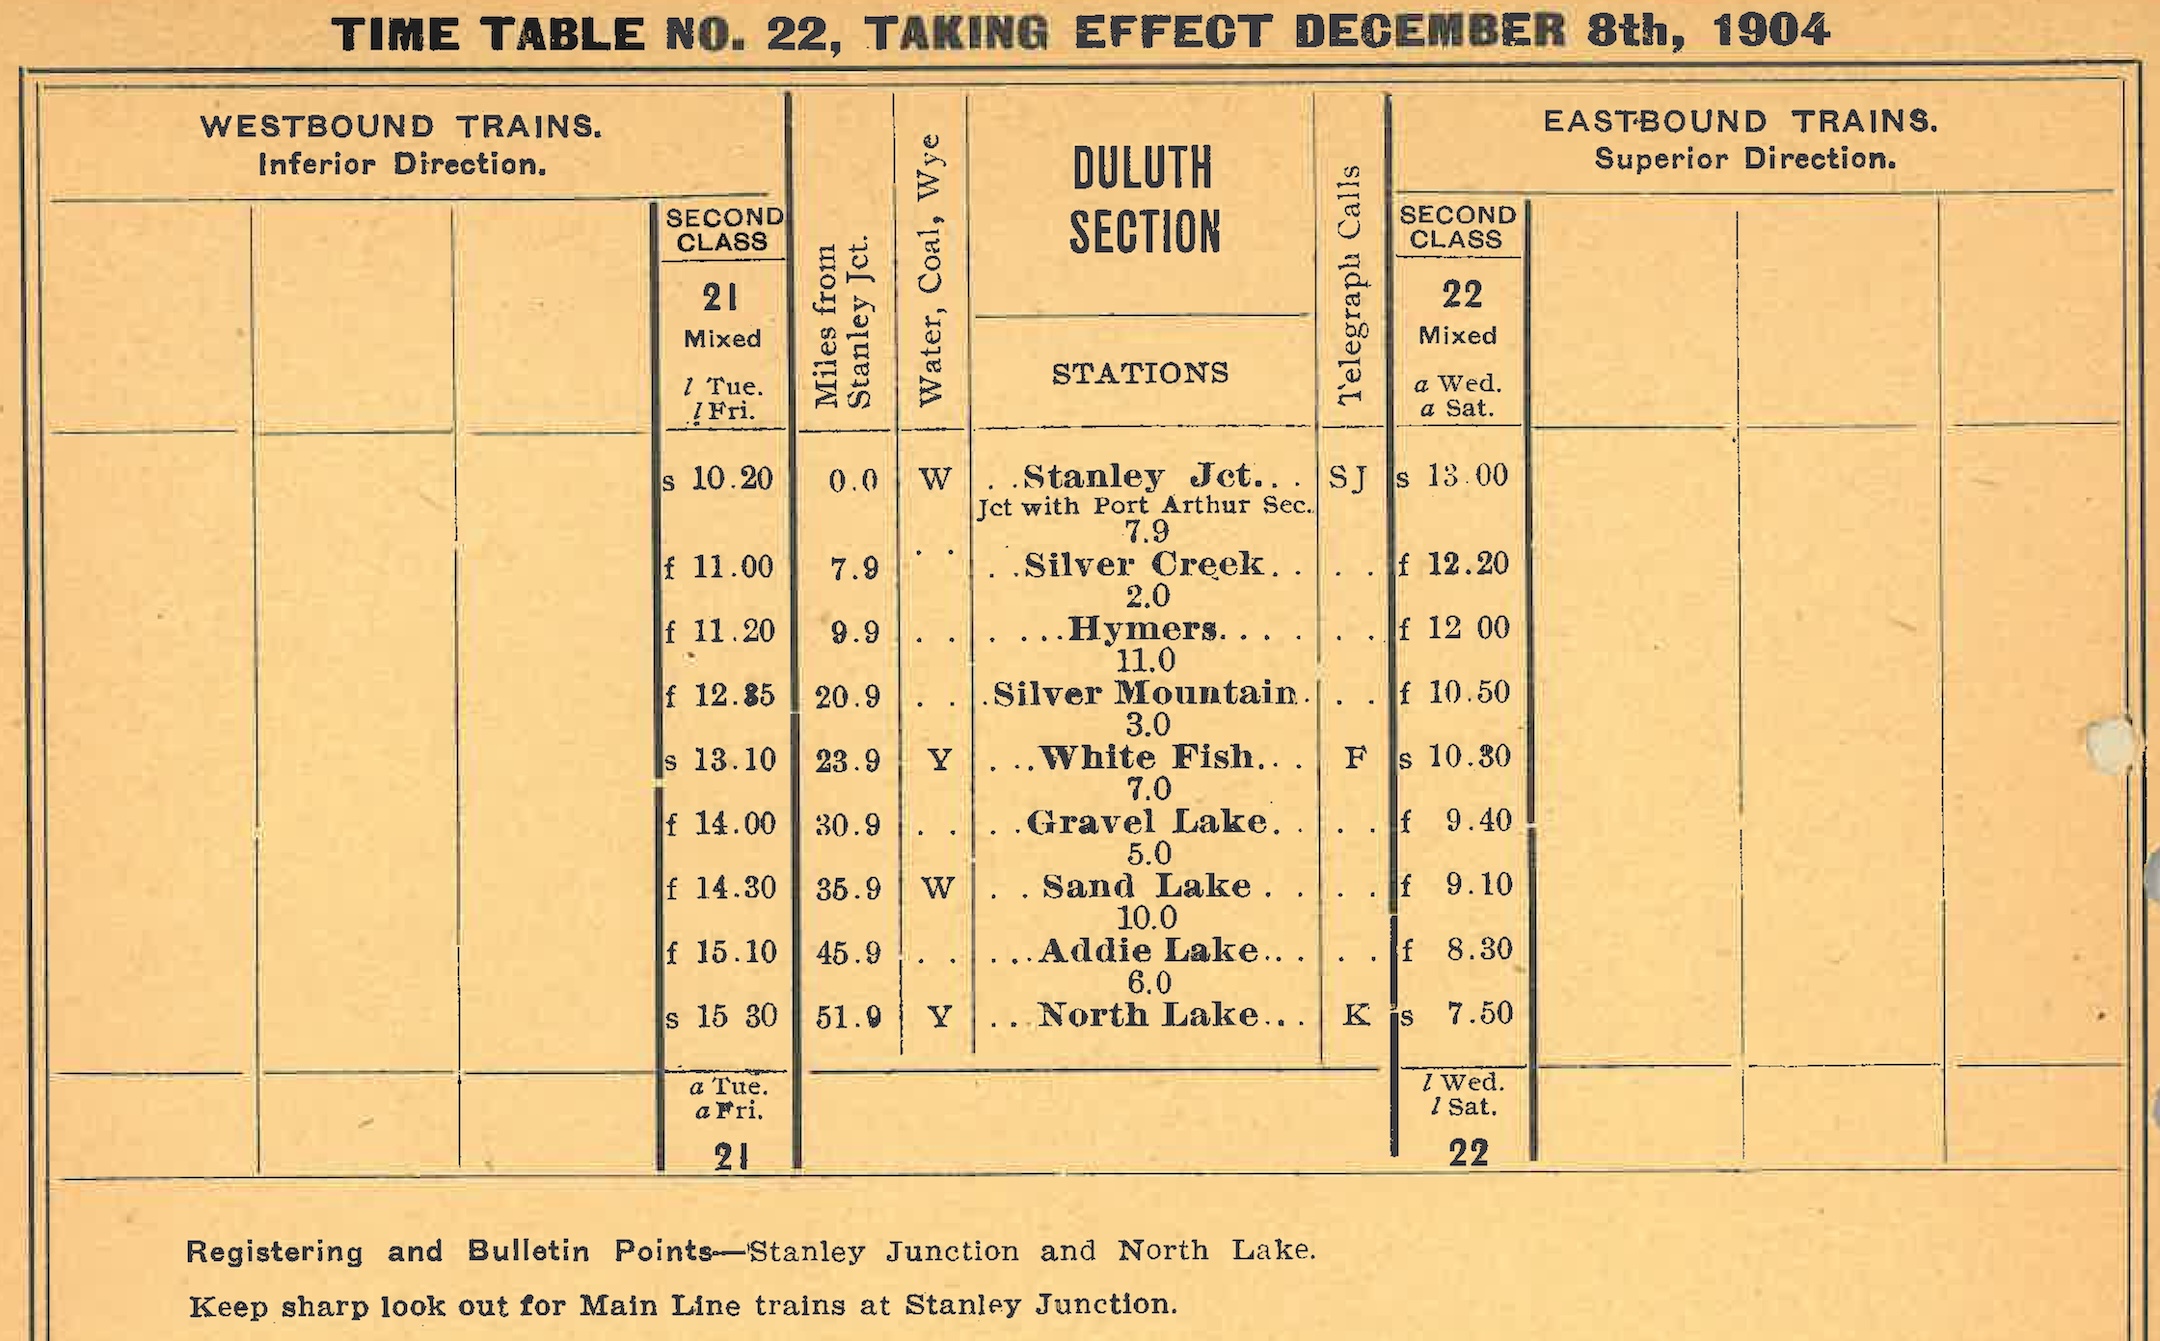 TIME TABLE NO. 22, TAKING EFFECT DECEMBER 8th, 1904
WESTBOUND TRAINS.
Inferior Direction.
SECOND
CLASS
21
Mixed
l Tue.
l Fri.
Miles from
Stanley Jct.
Water, Coal, Wye
DULUTH
SECTION
STATIONS
Telegraph Calls
EASTBOUND TRAINS.
Superior Direction.
SECOND
CLASS
22
Mixed
a Wed.
a Sat.
s 10.20 0.0 W . .Stanley Jct. . . SJ s 13.00
Jct with Port Arthur Sec.
7.9
f 11.00 7.9 . . . .Silver Creek. . . . f 12.20
2.0
f 11.20 9.9 . . . . . .Hymers. . . . . . f 12 00
11.0
f 12.35 20.9 . . .Silver Mountain. . . f 10.50
3.0
s 13.10 23.9 Y . . .White Fish. . . F s 10.30
7.0
f 14.00 30.9 . . . .Gravel Lake. . . . f 9.40
5.0
f 14.30 35.9 W . . Sand Lake . . . . f 9.10
10.0
f 15.10 45.9 . . . . .Addie Lake. . . . . f 8.30
6.0
s 15 30 51.9 Y . . .North Lake. . . K s 7.50
a Tue.
a Fri.
21
l Wed.
l Sat.
22
Registering and Bulletin Points—Stanley Junction and North Lake.
Keep sharp look out for Main Line trains at Stanley Junction.